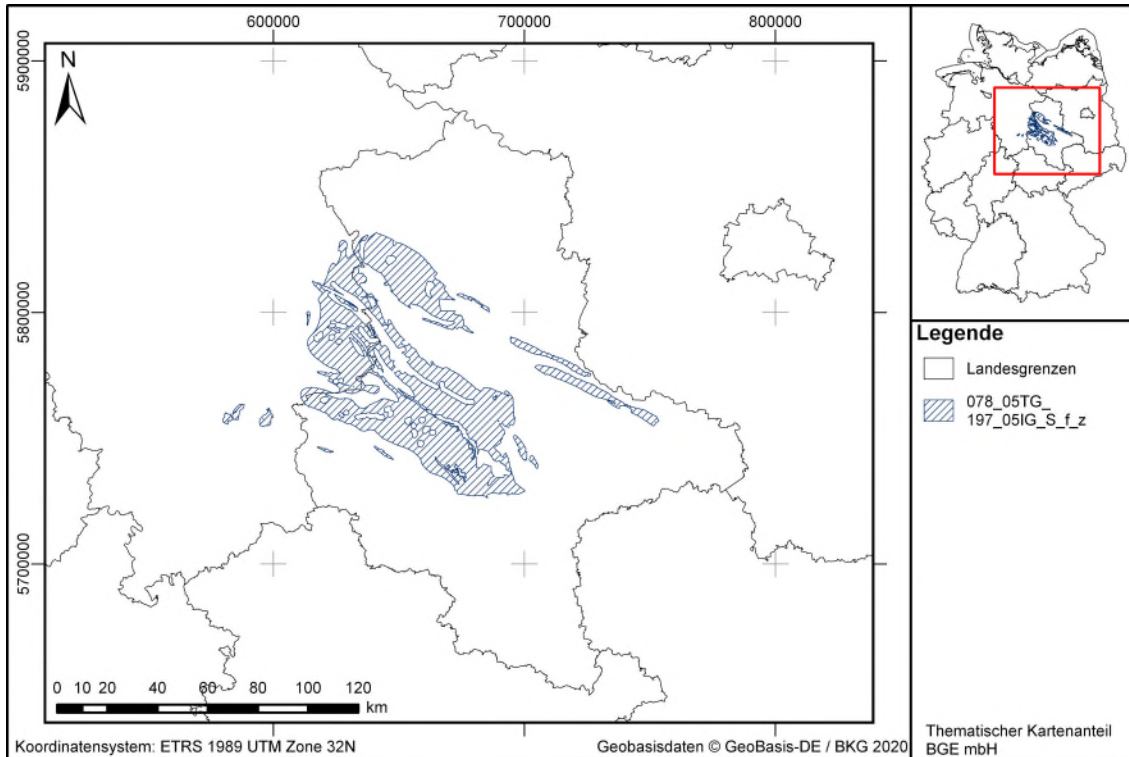 600000 700000 800000
5900000
5800000
5700000
N
0 10 20 40 60 80 100 120
km
Koordinatensystem: ETRS 1989 UTM Zone 32N
Geobasisdaten © GeoBasis-DE / BKG 2020
Legende
Landesgrenzen
078_05TG_
197_05IG_S_f_z
Thematischer Kartenanteil
BGE mbH